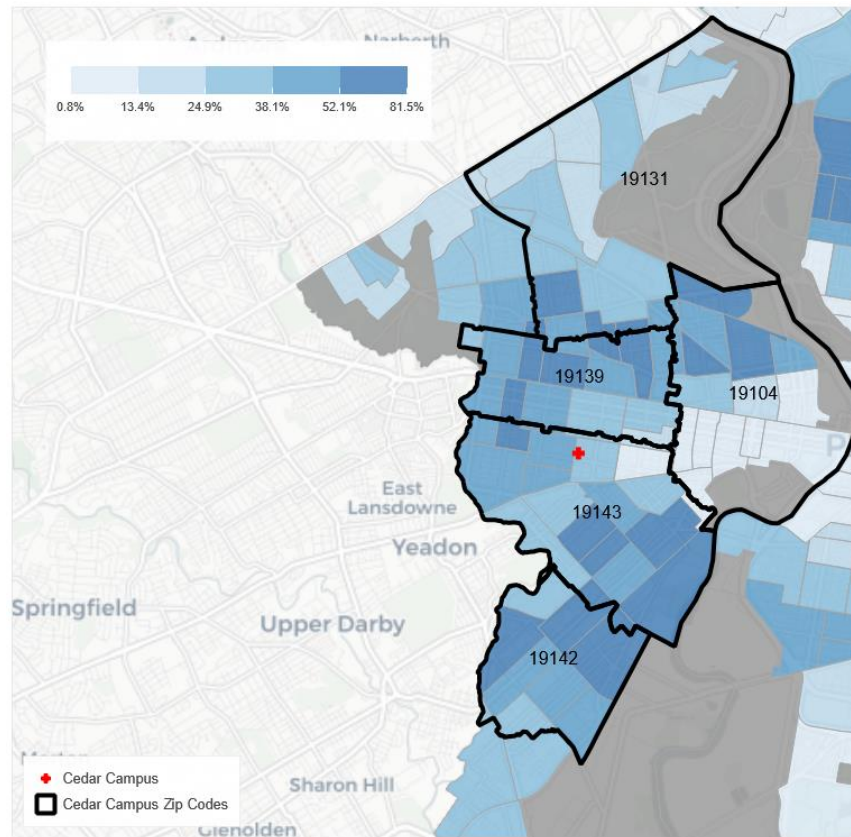 Narberth
0.8% 13.4% 24.9% 38.1% 52.1% 81.5%
19131
19139
19104
East
Lansdowne
19143
Yeadon
Springfield
Upper Darby
19142
Cedar Campus
Sharon Hill
Cedar Campus Zip Codes
Glenolden